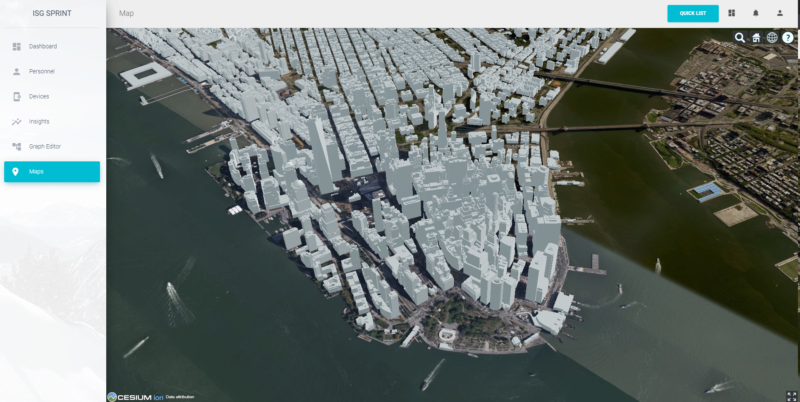 ISG SPRINT
Map
QUICK LIST
Dashboard
Personnel
Devices
Insights
Graph Editor
Maps
?
CESIUM ion Data attribution